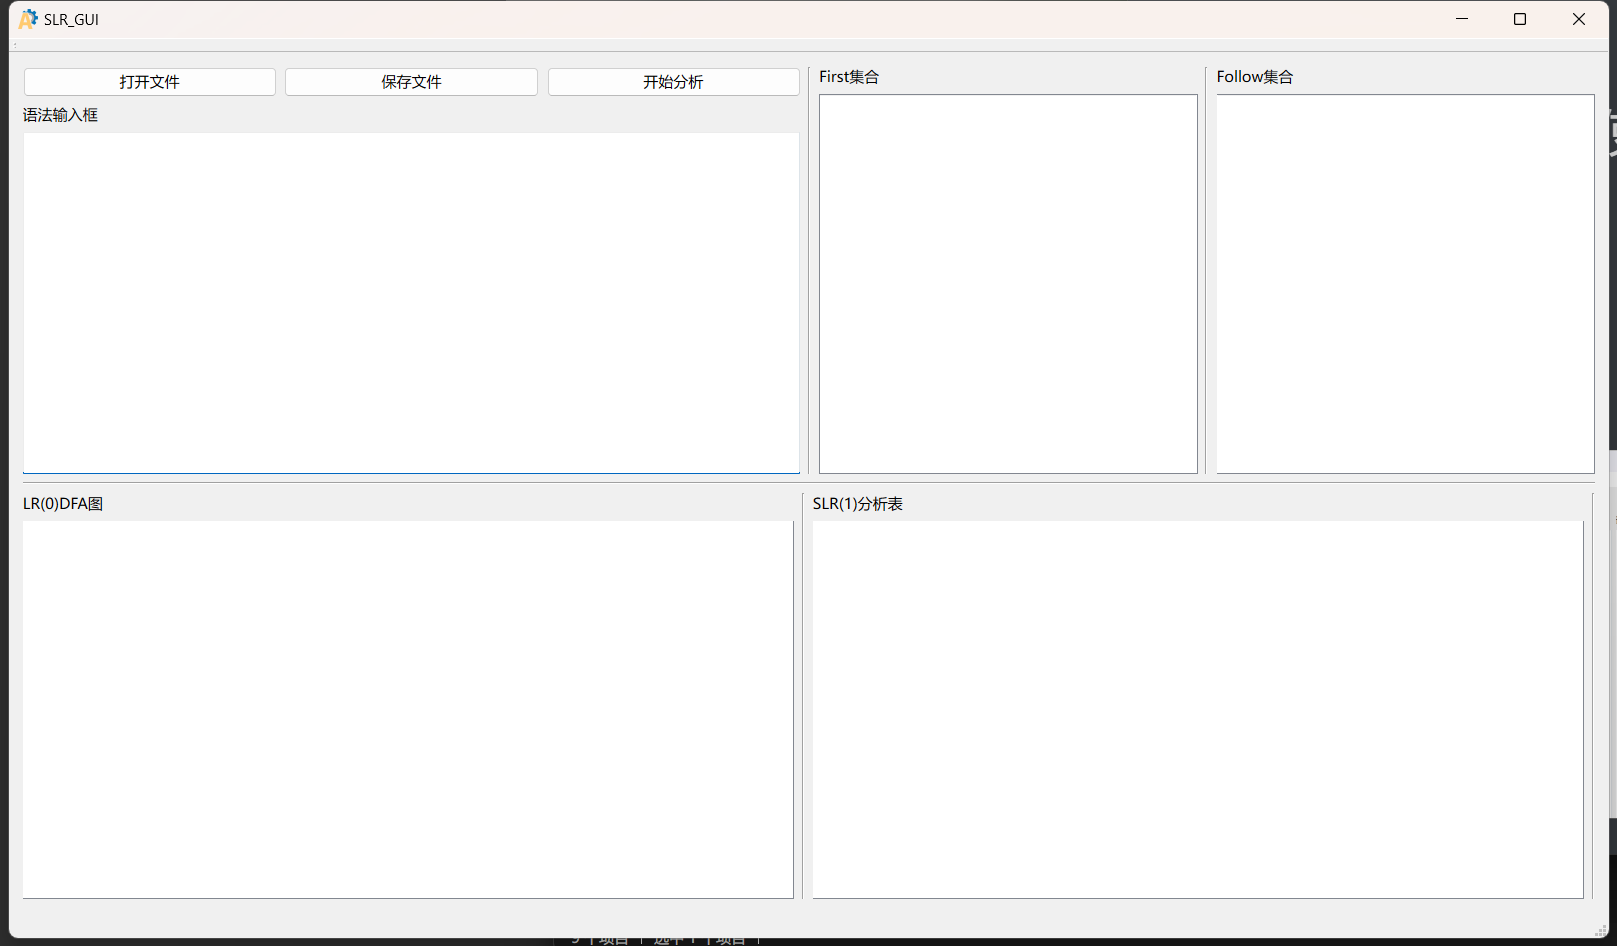 SLR_GUI
打开文件
保存文件
开始分析
语法输入框
First集合
Follow集合
LR(0)DFA图
SLR(1)分析表